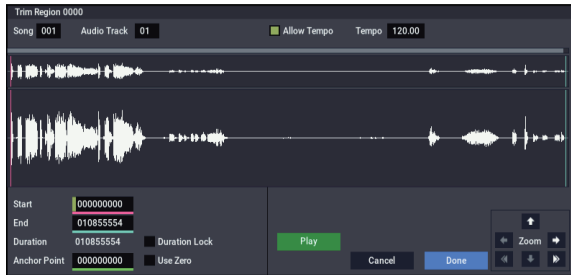 Trim Region 0000
Song 001 Audio Track 01 Allow Tempo Tempo 120.00
Start 000000000
End 010855554
Duration 010855554 Duration Lock Play Zoom
Anchor Point 000000000 Use Zero Cancel Done